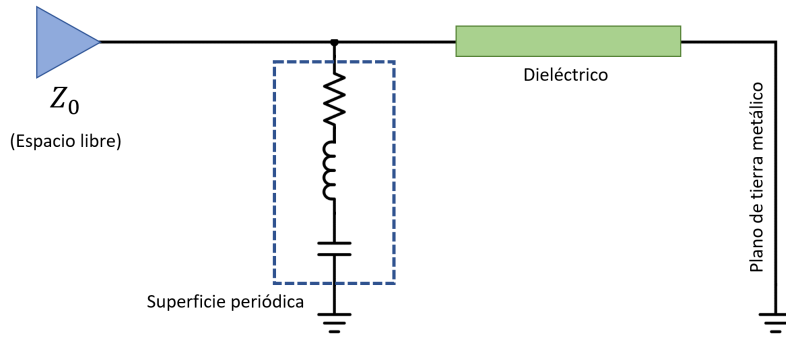 Dieléctrico
Z₀
(Espacio libre)
Plano de tierra metálico
Superficie periódica